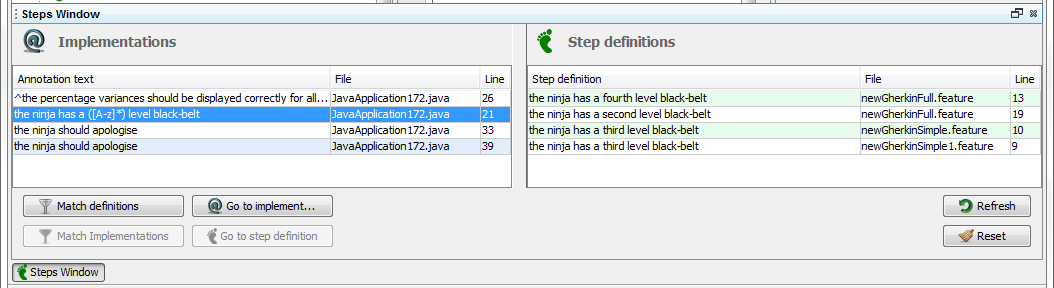 Steps Window
Implementations
Step definitions
Annotation text File Line
^the percentage variances should be displayed correctly for all... JavaApplication172.java 26
the ninja has a ([A-z]*) level black-belt JavaApplication172.java 21
the ninja should apologise JavaApplication172.java 33
the ninja should apologise JavaApplication172.java 39
Step definition File Line
the ninja has a fourth level black-belt newGherkinFull.feature 13
the ninja has a second level black-belt newGherkinFull.feature 19
the ninja has a third level black-belt newGherkinSimple.feature 10
the ninja has a third level black-belt newGherkinSimple1.feature 9
Match definitions Go to implement... Refresh
Match Implementations Go to step definition Reset
Steps Window